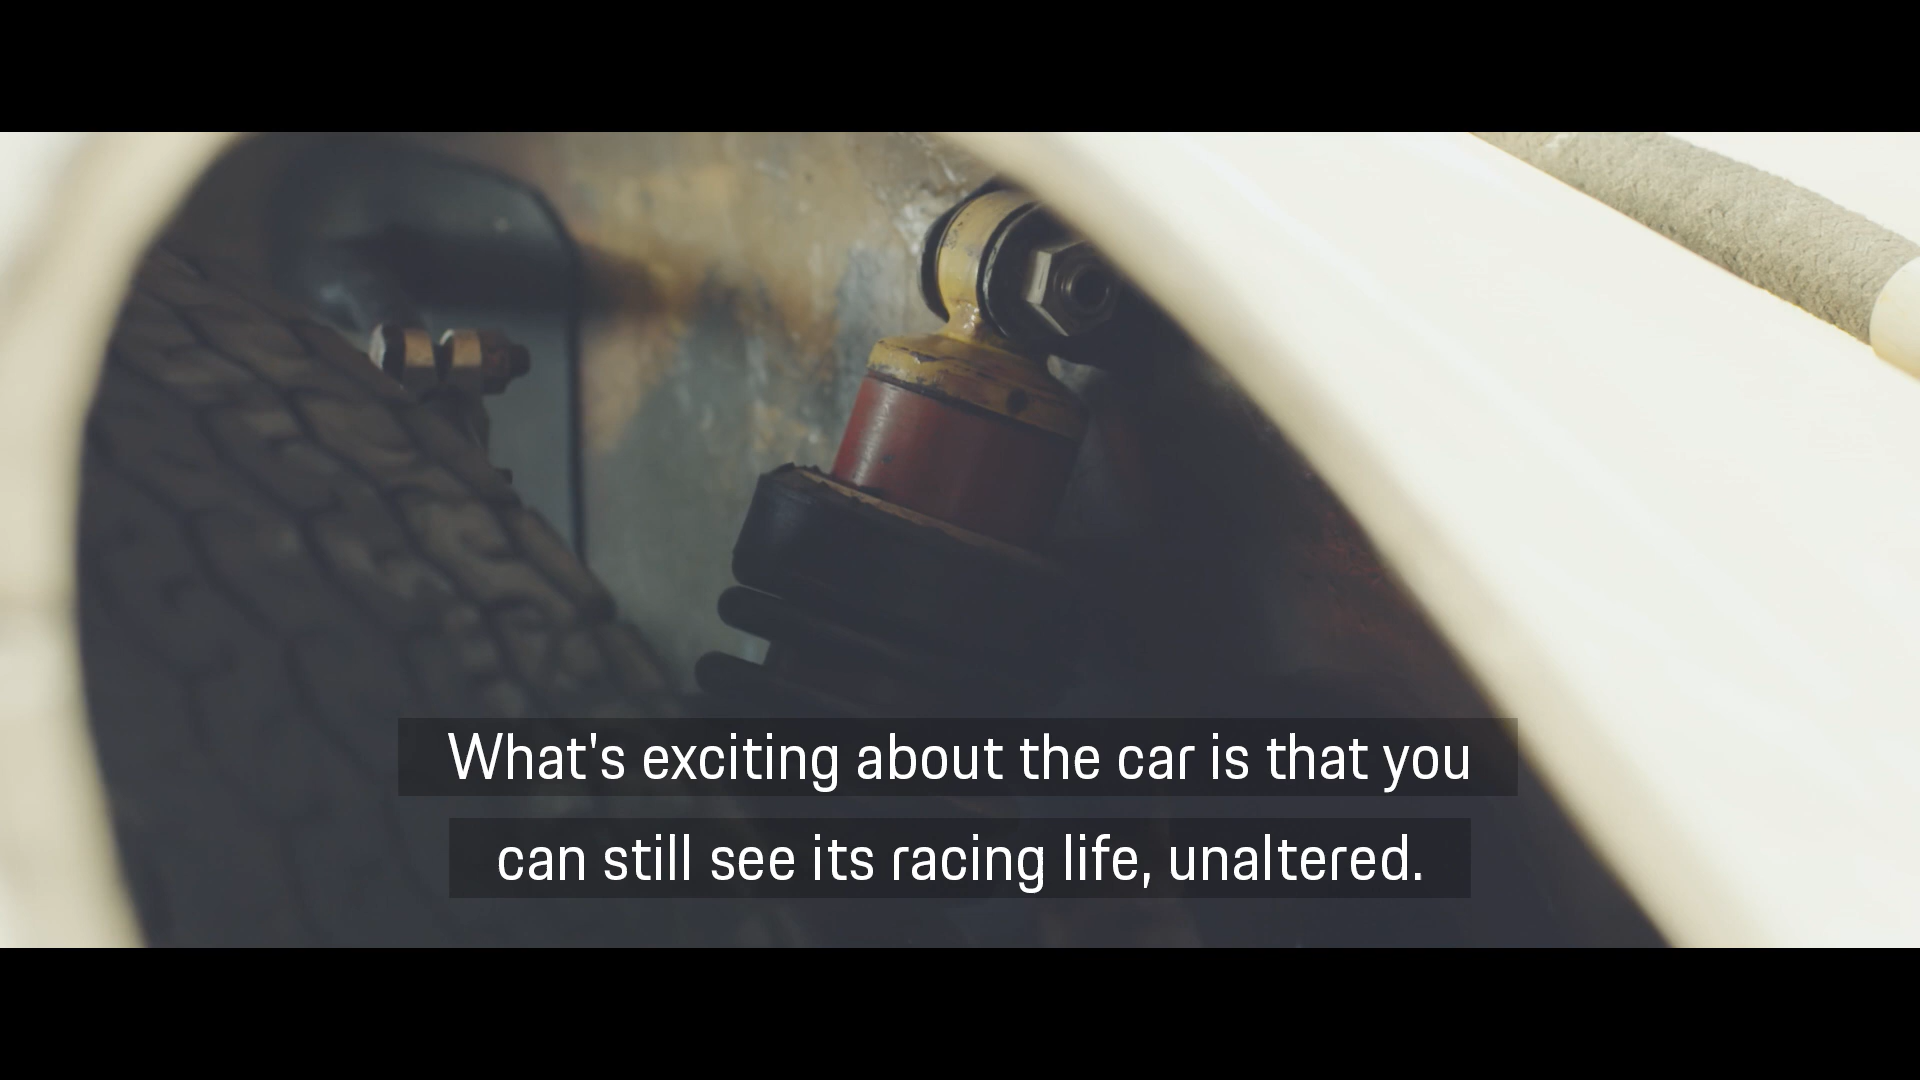 What's exciting about the car is that you
can still see its racing life, unaltered.